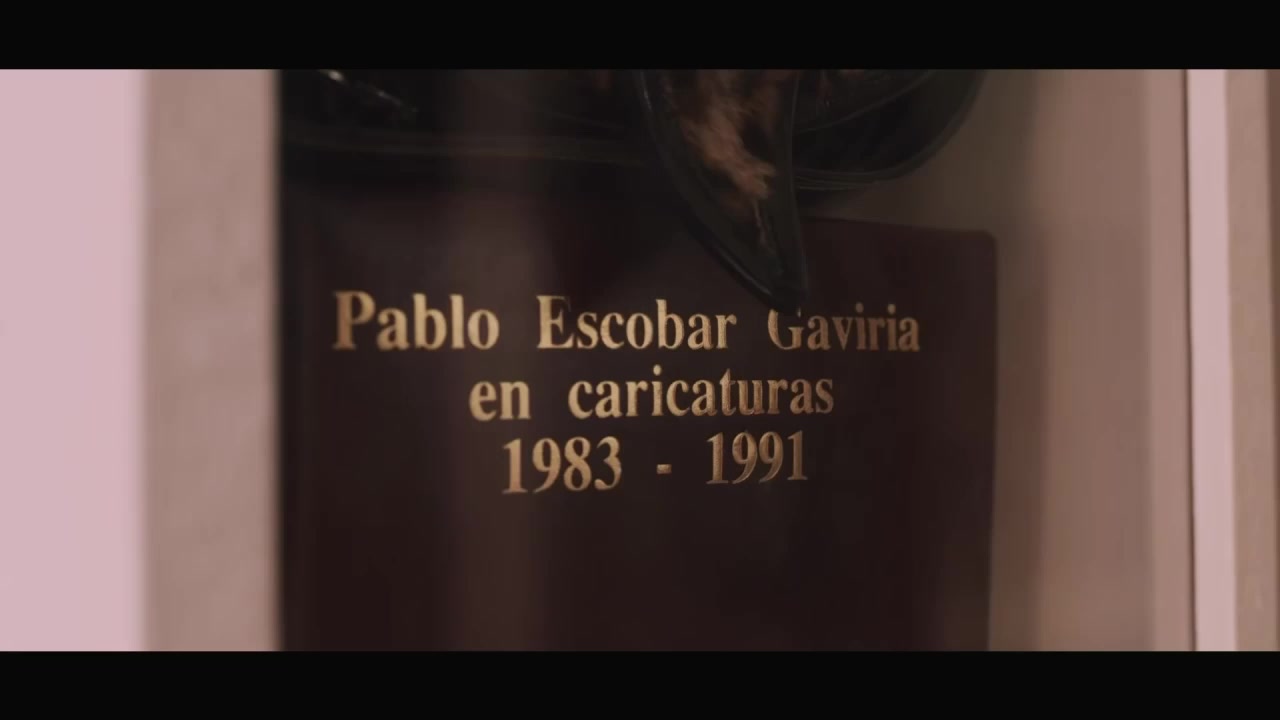 Pablo Escobar Gaviria
en caricaturas
1983 - 1991